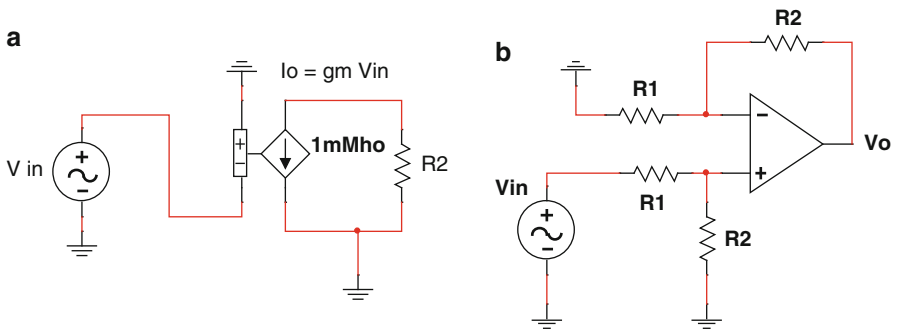 a
Io = gm Vin
+
−
1mMho
R2
V in
+
−
b
R2
R1
−
+
Vo
Vin
R1
+
−
R2